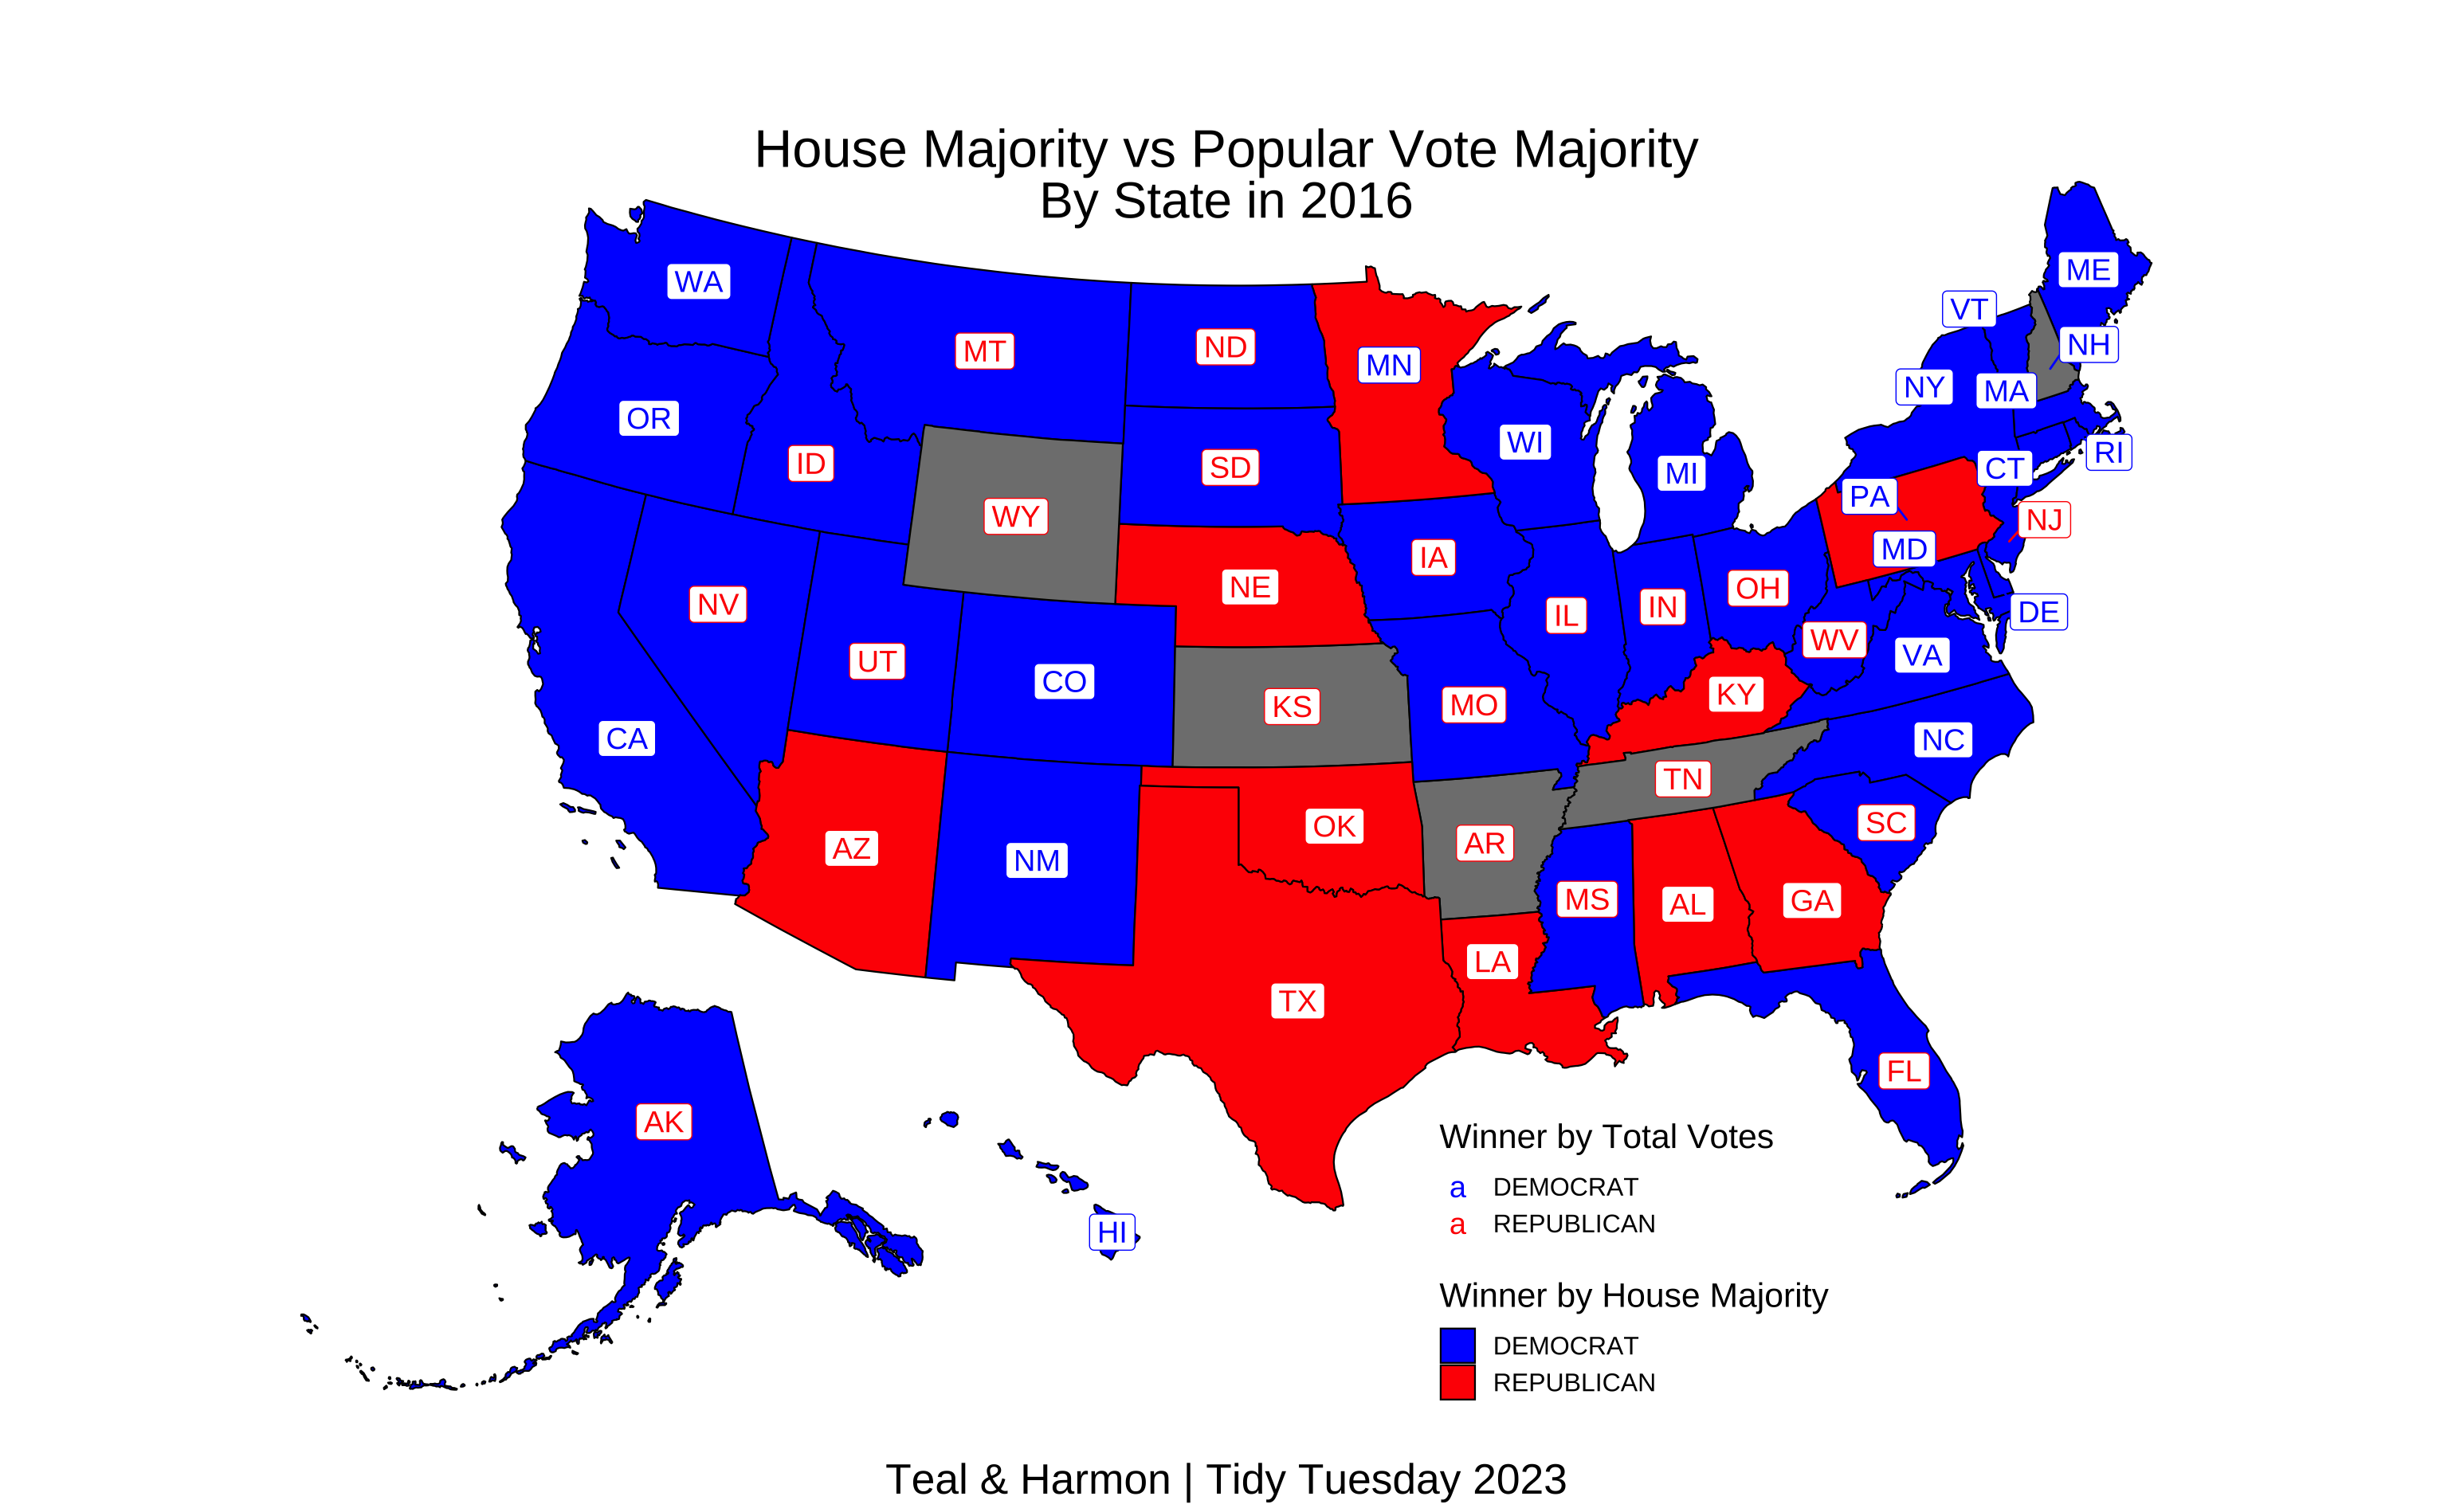 House Majority vs Popular Vote Majority
By State in 2016
WA
MT
ND
MN
ME
VT
NH
NY
MA
OR
ID
SD
WI
MI
CT
RI
WY
PA
NJ
IA
MD
NV
NE
IL
IN
OH
DE
UT
CO
KS
MO
KY
WV
VA
CA
NC
TN
AZ
NM
OK
AR
SC
MS
AL
GA
LA
TX
FL
AK
HI
Winner by Total Votes
a DEMOCRAT
a REPUBLICAN
Winner by House Majority
DEMOCRAT
REPUBLICAN
Teal & Harmon | Tidy Tuesday 2023